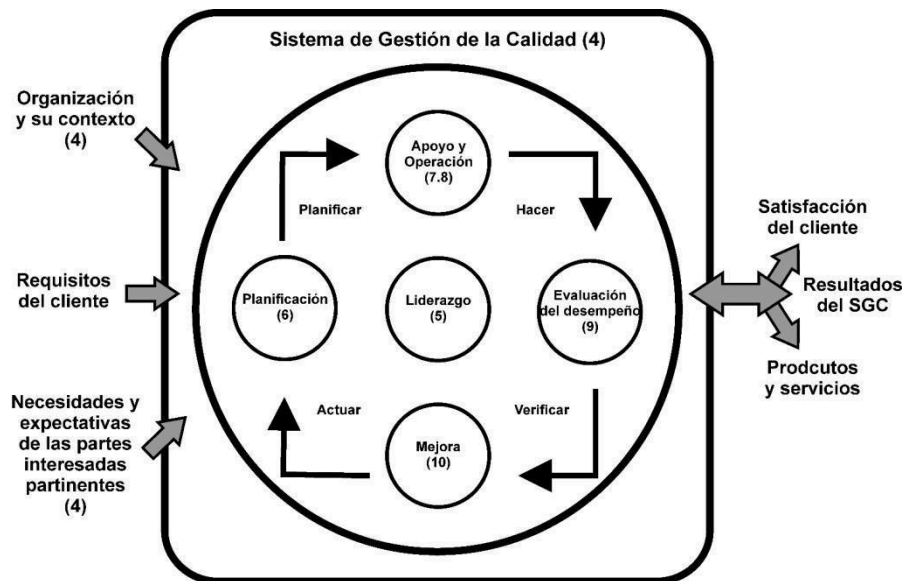 Sistema de Gestión de la Calidad (4)
Organización
y su contexto
(4)
Requisitos
del cliente
Necesidades y
expectativas
de las partes
interesadas
partinentes
(4)
Apoyo y
Operación
(7.8)
Planificar
Hacer
Planificación
(6)
Liderazgo
(5)
Evaluación
del desempeño
(9)
Actuar
Verificar
Mejora
(10)
Satisfacción
del cliente
Resultados
del SGC
Prodcutos
y servicios